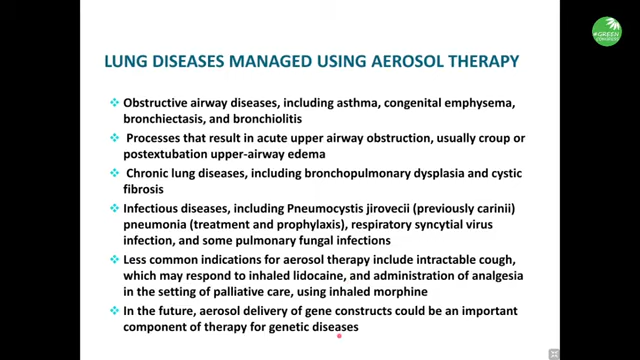 #GREEN
CONGRESS
LUNG DISEASES MANAGED USING AEROSOL THERAPY
Obstructive airway diseases, including asthma, congenital emphysema,
bronchiectasis, and bronchiolitis
Processes that result in acute upper airway obstruction, usually croup or
postextubation upper-airway edema
Chronic lung diseases, including bronchopulmonary dysplasia and cystic
fibrosis
Infectious diseases, including Pneumocystis jirovecii (previously carinii)
pneumonia (treatment and prophylaxis), respiratory syncytial virus
infection, and some pulmonary fungal infections
Less common indications for aerosol therapy include intractable cough,
which may respond to inhaled lidocaine, and administration of analgesia
in the setting of palliative care, using inhaled morphine
In the future, aerosol delivery of gene constructs could be an important
component of therapy for genetic diseases